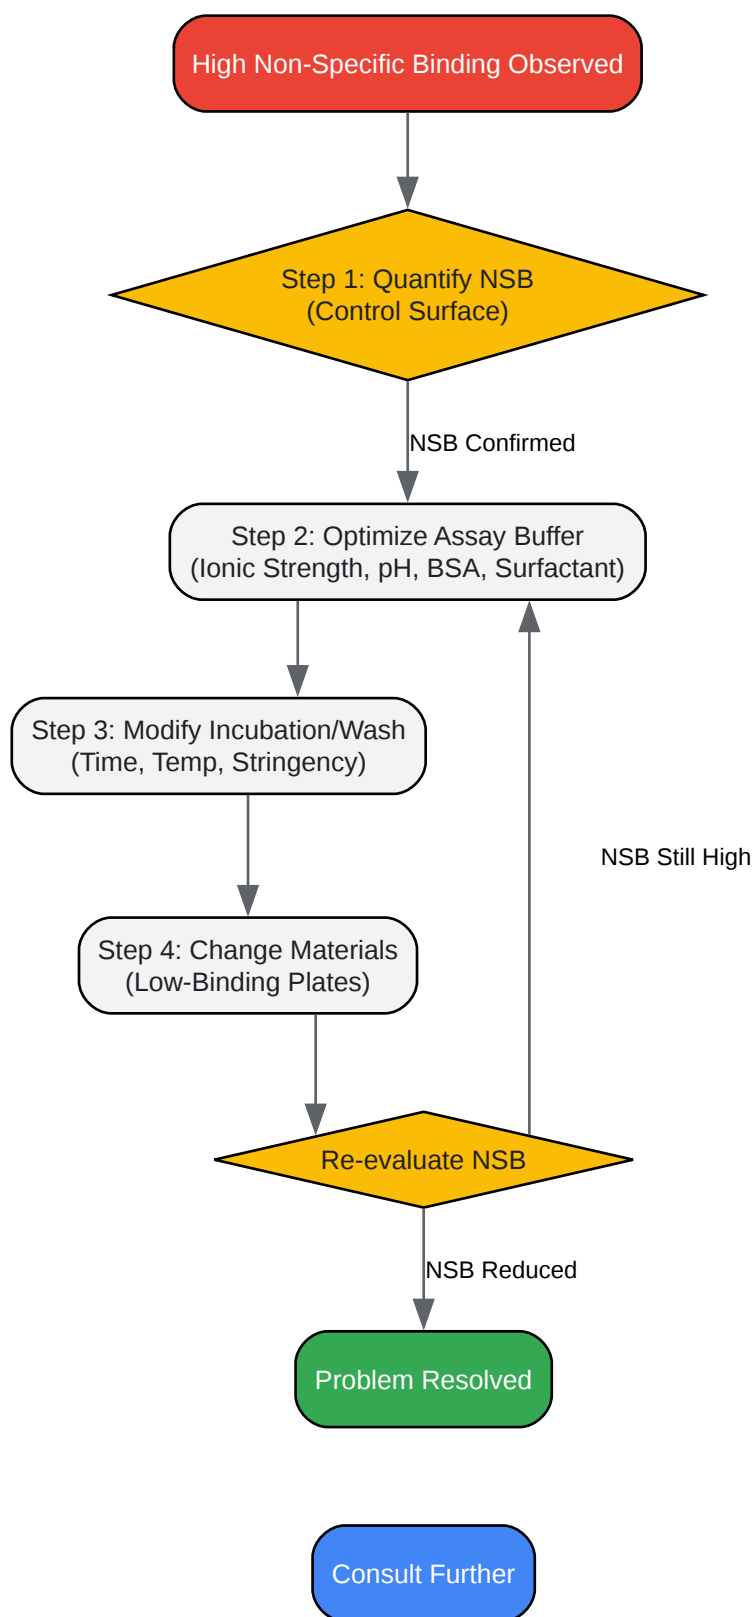 High Non-Specific Binding Observed
Step 1: Quantify NSB
(Control Surface)
NSB Confirmed
Step 2: Optimize Assay Buffer
(Ionic Strength, pH, BSA, Surfactant)
Step 3: Modify Incubation/Wash
(Time, Temp, Stringency)
NSB Still High
Step 4: Change Materials
(Low-Binding Plates)
Re-evaluate NSB
NSB Reduced
Problem Resolved
Consult Further